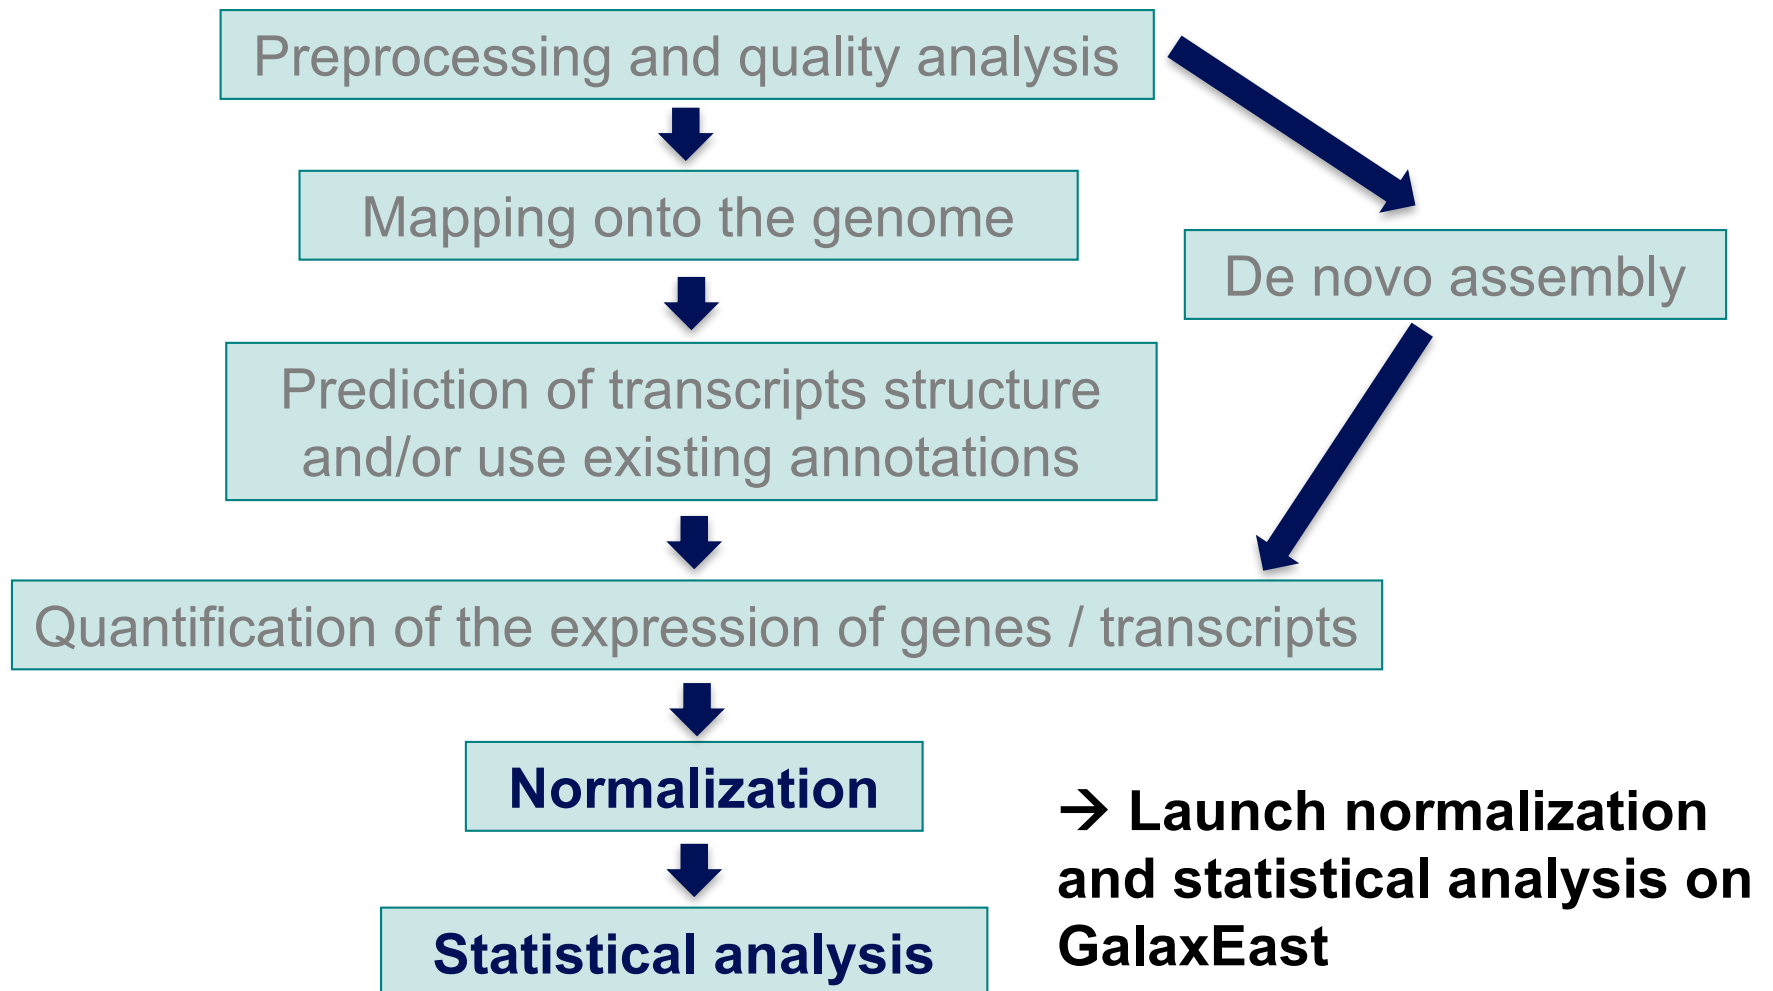 Preprocessing and quality analysis
Mapping onto the genome
De novo assembly
Prediction of transcripts structure
and/or use existing annotations
Quantification of the expression of genes / transcripts
Normalization
→ Launch normalization
and statistical analysis on
GalaxEast
Statistical analysis